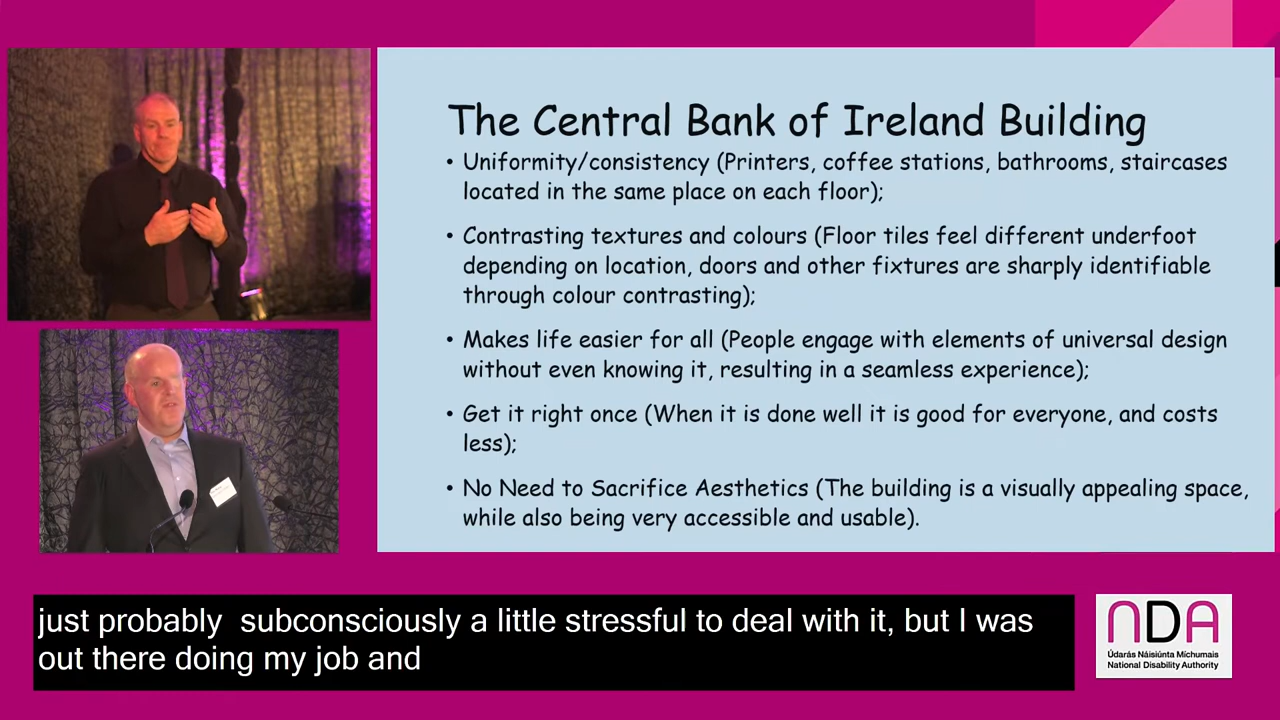 The Central Bank of Ireland Building
• Uniformity/consistency (Printers, coffee stations, bathrooms, staircases
located in the same place on each floor);
• Contrasting textures and colours (Floor tiles feel different underfoot
depending on location, doors and other fixtures are sharply identifiable
through colour contrasting);
• Makes life easier for all (People engage with elements of universal design
without even knowing it, resulting in a seamless experience);
• Get it right once (When it is done well it is good for everyone, and costs
less);
• No Need to Sacrifice Aesthetics (The building is a visually appealing space,
while also being very accessible and usable).
just probably  subconsciously a little stressful to deal with it, but I was
out there doing my job and
NDA
Údarás Náisiúnta Míchumais
National Disability Authority